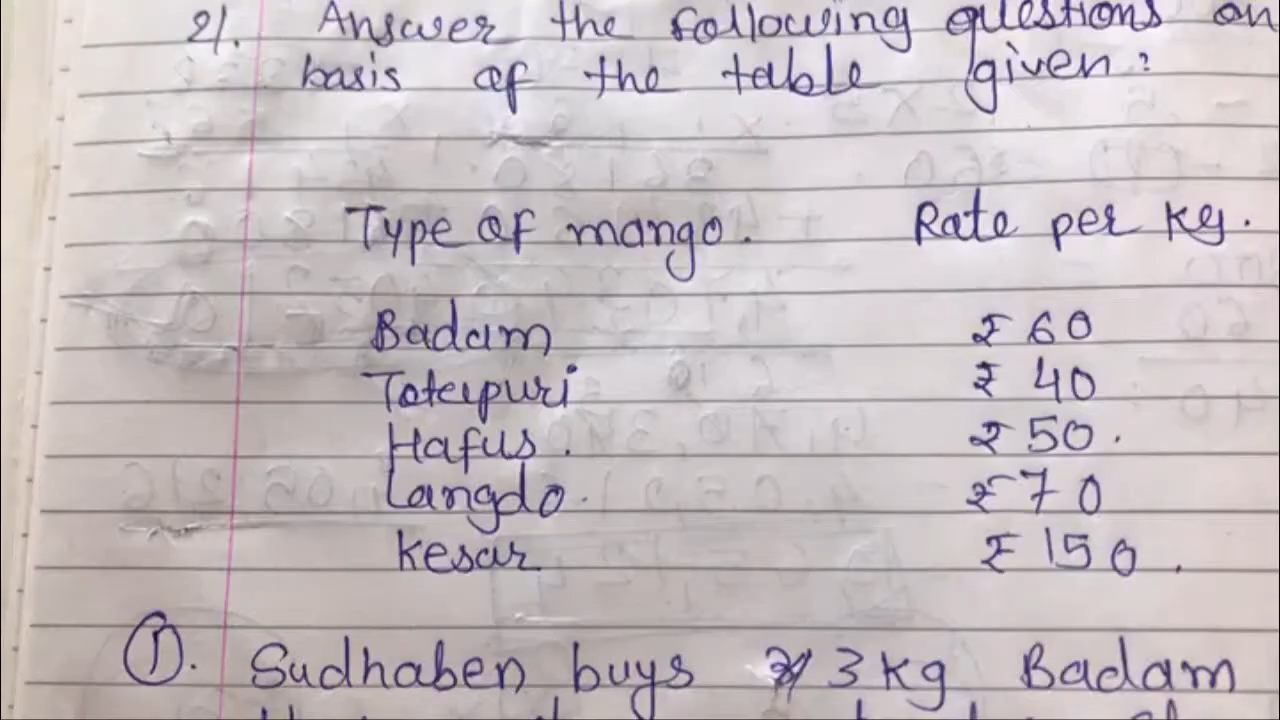 21. Answer the following questions on
basis of the table given:
Type of mango. Rate per kg.
Badam ₹ 60
Totapuri ₹ 40
Hafus. ₹ 50.
Langdo. ₹ 70
Kesar ₹ 150.
①. Sudhaben buys 3 kg Badam